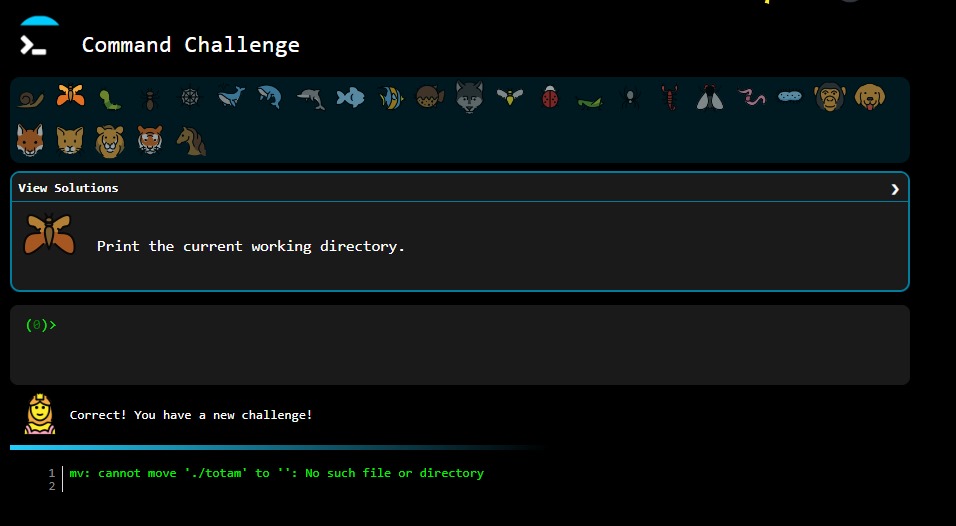 Command Challenge
View Solutions
Print the current working directory.
(0)>
Correct! You have a new challenge!
1 mv: cannot move './totam' to '': No such file or directory
2